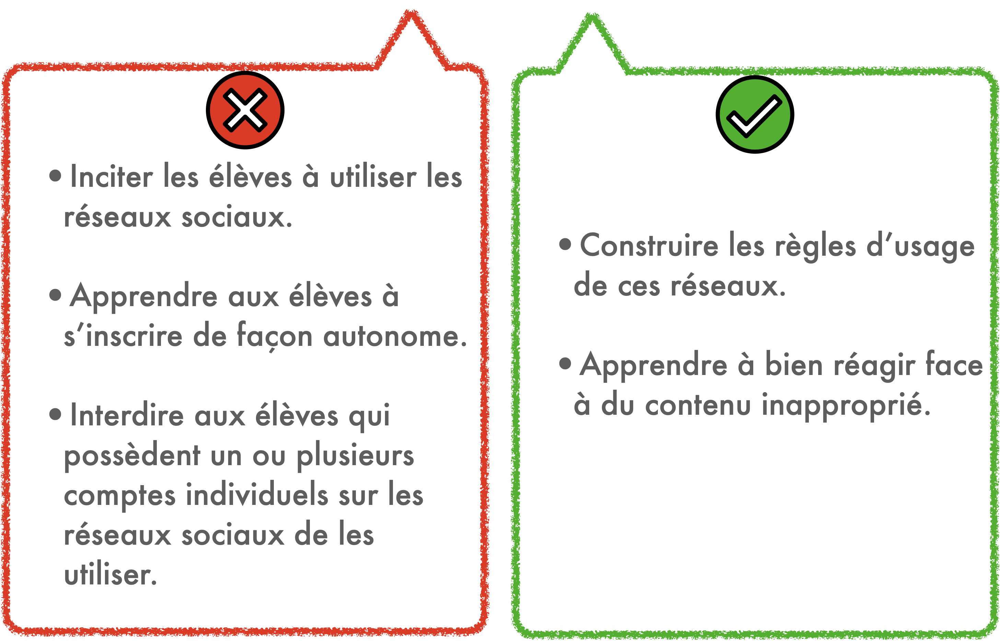 • Inciter les élèves à utiliser les
réseaux sociaux.
• Apprendre aux élèves à
s’inscrire de façon autonome.
• Interdire aux élèves qui
possèdent un ou plusieurs
comptes individuels sur les
réseaux sociaux de les
utiliser.
• Construire les règles d’usage
de ces réseaux.
• Apprendre à bien réagir face
à du contenu inapproprié.